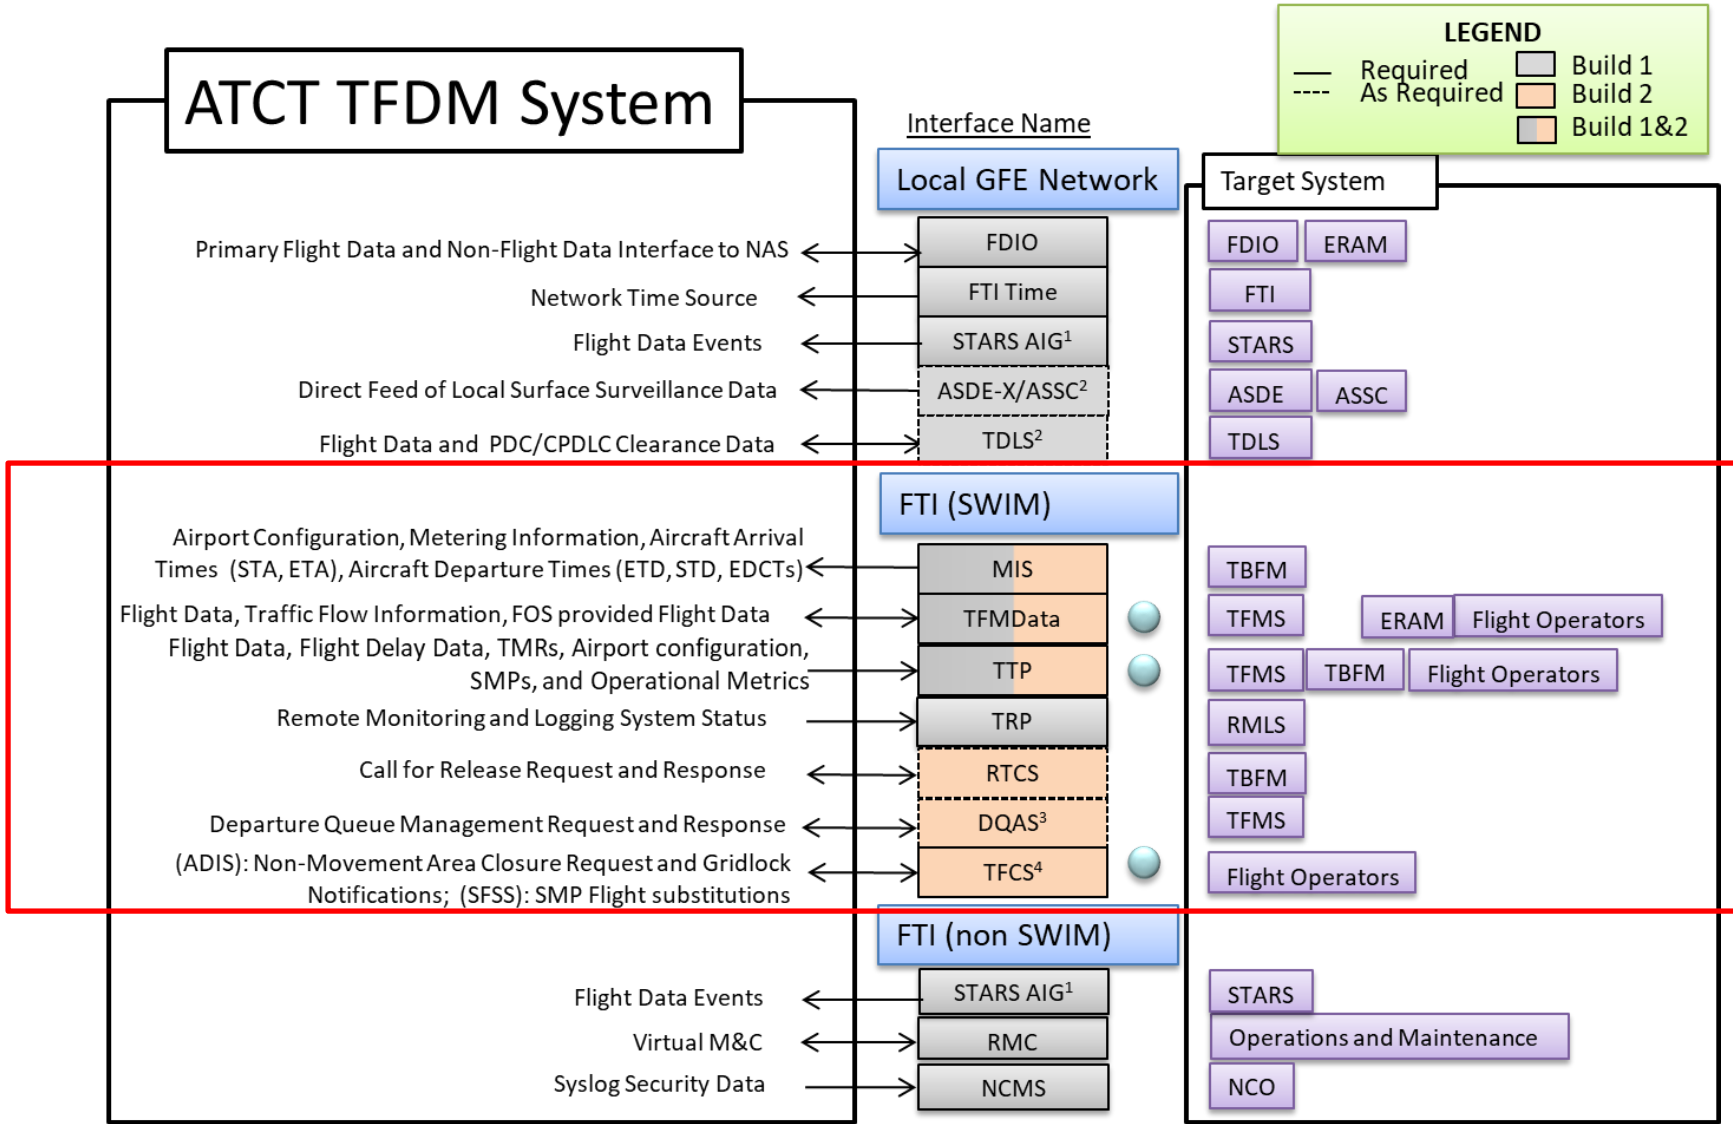 LEGEND
Required
As Required
Build 1
Build 2
Build 1&2
ATCT TFDM System
Interface Name
Target System
Local GFE Network
Primary Flight Data and Non-Flight Data Interface to NAS
FDIO
FDIO
ERAM
Network Time Source
FTI Time
FTI
Flight Data Events
STARS AIG¹
STARS
Direct Feed of Local Surface Surveillance Data
ASDE-X/ASSC²
ASDE
ASSC
Flight Data and PDC/CPDLC Clearance Data
TDLS²
TDLS
FTI (SWIM)
Airport Configuration, Metering Information, Aircraft Arrival
Times (STA, ETA), Aircraft Departure Times (ETD, STD, EDCTs)
MIS
TBFM
Flight Data, Traffic Flow Information, FOS provided Flight Data
TFMData
TFMS
ERAM
Flight Operators
Flight Data, Flight Delay Data, TMRs, Airport configuration,
SMPs, and Operational Metrics
TTP
TFMS
TBFM
Flight Operators
Remote Monitoring and Logging System Status
TRP
RMLS
Call for Release Request and Response
RTCS
TBFM
Departure Queue Management Request and Response
DQAS³
TFMS
(ADIS): Non-Movement Area Closure Request and Gridlock
Notifications; (SFSS): SMP Flight substitutions
TFCS⁴
Flight Operators
FTI (non SWIM)
Flight Data Events
STARS AIG¹
STARS
Virtual M&C
RMC
Operations and Maintenance
Syslog Security Data
NCMS
NCO